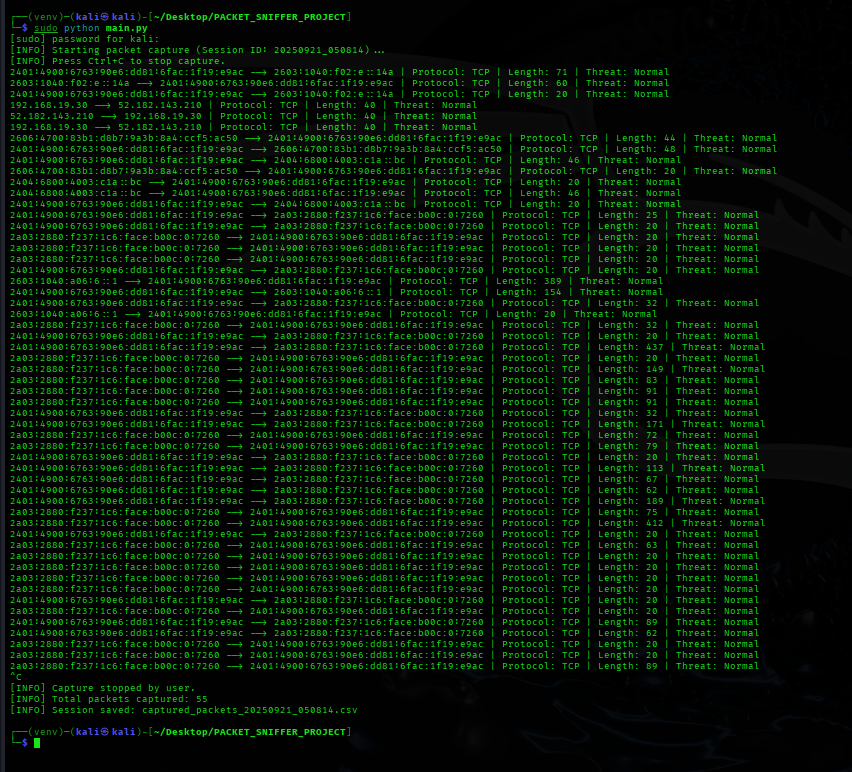 ┌──(venv)─(kali㉿kali)-[~/Desktop/PACKET_SNIFFER_PROJECT]
└─$ sudo python main.py
[sudo] password for kali:
[INFO] Starting packet capture (Session ID: 20250921_050814)...
[INFO] Press Ctrl+C to stop capture.
2401:4900:6763:90e6:dd81:6fac:1f19:e9ac --> 2603:1040:f02:e::14a | Protocol: TCP | Length: 71 | Threat: Normal
2603:1040:f02:e::14a --> 2401:4900:6763:90e6:dd81:6fac:1f19:e9ac | Protocol: TCP | Length: 60 | Threat: Normal
2401:4900:6763:90e6:dd81:6fac:1f19:e9ac --> 2603:1040:f02:e::14a | Protocol: TCP | Length: 20 | Threat: Normal
192.168.19.30 --> 52.182.143.210 | Protocol: TCP | Length: 40 | Threat: Normal
52.182.143.210 --> 192.168.19.30 | Protocol: TCP | Length: 40 | Threat: Normal
192.168.19.30 --> 52.182.143.210 | Protocol: TCP | Length: 40 | Threat: Normal
2606:4700:83b1:d8b7:9a3b:8a4:ccf5:ac50 --> 2401:4900:6763:90e6:dd81:6fac:1f19:e9ac | Protocol: TCP | Length: 44 | Threat: Normal
2401:4900:6763:90e6:dd81:6fac:1f19:e9ac --> 2606:4700:83b1:d8b7:9a3b:8a4:ccf5:ac50 | Protocol: TCP | Length: 48 | Threat: Normal
2401:4900:6763:90e6:dd81:6fac:1f19:e9ac --> 2404:6800:4003:c1a::bc | Protocol: TCP | Length: 46 | Threat: Normal
2606:4700:83b1:d8b7:9a3b:8a4:ccf5:ac50 --> 2401:4900:6763:90e6:dd81:6fac:1f19:e9ac | Protocol: TCP | Length: 20 | Threat: Normal
2404:6800:4003:c1a::bc --> 2401:4900:6763:90e6:dd81:6fac:1f19:e9ac | Protocol: TCP | Length: 20 | Threat: Normal
2404:6800:4003:c1a::bc --> 2401:4900:6763:90e6:dd81:6fac:1f19:e9ac | Protocol: TCP | Length: 46 | Threat: Normal
2401:4900:6763:90e6:dd81:6fac:1f19:e9ac --> 2404:6800:4003:c1a::bc | Protocol: TCP | Length: 20 | Threat: Normal
2401:4900:6763:90e6:dd81:6fac:1f19:e9ac --> 2a03:2880:f237:1c6:face:b00c:0:7260 | Protocol: TCP | Length: 25 | Threat: Normal
2401:4900:6763:90e6:dd81:6fac:1f19:e9ac --> 2a03:2880:f237:1c6:face:b00c:0:7260 | Protocol: TCP | Length: 20 | Threat: Normal
2a03:2880:f237:1c6:face:b00c:0:7260 --> 2401:4900:6763:90e6:dd81:6fac:1f19:e9ac | Protocol: TCP | Length: 20 | Threat: Normal
2a03:2880:f237:1c6:face:b00c:0:7260 --> 2401:4900:6763:90e6:dd81:6fac:1f19:e9ac | Protocol: TCP | Length: 20 | Threat: Normal
2401:4900:6763:90e6:dd81:6fac:1f19:e9ac --> 2a03:2880:f237:1c6:face:b00c:0:7260 | Protocol: TCP | Length: 20 | Threat: Normal
2a03:2880:f237:1c6:face:b00c:0:7260 --> 2401:4900:6763:90e6:dd81:6fac:1f19:e9ac | Protocol: TCP | Length: 20 | Threat: Normal
2603:1040:a06:6::1 --> 2401:4900:6763:90e6:dd81:6fac:1f19:e9ac | Protocol: TCP | Length: 389 | Threat: Normal
2401:4900:6763:90e6:dd81:6fac:1f19:e9ac --> 2603:1040:a06:6::1 | Protocol: TCP | Length: 154 | Threat: Normal
2401:4900:6763:90e6:dd81:6fac:1f19:e9ac --> 2a03:2880:f237:1c6:face:b00c:0:7260 | Protocol: TCP | Length: 32 | Threat: Normal
2603:1040:a06:6::1 --> 2401:4900:6763:90e6:dd81:6fac:1f19:e9ac | Protocol: TCP | Length: 20 | Threat: Normal
2a03:2880:f237:1c6:face:b00c:0:7260 --> 2401:4900:6763:90e6:dd81:6fac:1f19:e9ac | Protocol: TCP | Length: 32 | Threat: Normal
2401:4900:6763:90e6:dd81:6fac:1f19:e9ac --> 2a03:2880:f237:1c6:face:b00c:0:7260 | Protocol: TCP | Length: 20 | Threat: Normal
2401:4900:6763:90e6:dd81:6fac:1f19:e9ac --> 2a03:2880:f237:1c6:face:b00c:0:7260 | Protocol: TCP | Length: 437 | Threat: Normal
2a03:2880:f237:1c6:face:b00c:0:7260 --> 2401:4900:6763:90e6:dd81:6fac:1f19:e9ac | Protocol: TCP | Length: 20 | Threat: Normal
2a03:2880:f237:1c6:face:b00c:0:7260 --> 2401:4900:6763:90e6:dd81:6fac:1f19:e9ac | Protocol: TCP | Length: 149 | Threat: Normal
2a03:2880:f237:1c6:face:b00c:0:7260 --> 2401:4900:6763:90e6:dd81:6fac:1f19:e9ac | Protocol: TCP | Length: 83 | Threat: Normal
2a03:2880:f237:1c6:face:b00c:0:7260 --> 2401:4900:6763:90e6:dd81:6fac:1f19:e9ac | Protocol: TCP | Length: 91 | Threat: Normal
2a03:2880:f237:1c6:face:b00c:0:7260 --> 2401:4900:6763:90e6:dd81:6fac:1f19:e9ac | Protocol: TCP | Length: 91 | Threat: Normal
2401:4900:6763:90e6:dd81:6fac:1f19:e9ac --> 2a03:2880:f237:1c6:face:b00c:0:7260 | Protocol: TCP | Length: 32 | Threat: Normal
2401:4900:6763:90e6:dd81:6fac:1f19:e9ac --> 2a03:2880:f237:1c6:face:b00c:0:7260 | Protocol: TCP | Length: 171 | Threat: Normal
2a03:2880:f237:1c6:face:b00c:0:7260 --> 2401:4900:6763:90e6:dd81:6fac:1f19:e9ac | Protocol: TCP | Length: 72 | Threat: Normal
2a03:2880:f237:1c6:face:b00c:0:7260 --> 2401:4900:6763:90e6:dd81:6fac:1f19:e9ac | Protocol: TCP | Length: 79 | Threat: Normal
2401:4900:6763:90e6:dd81:6fac:1f19:e9ac --> 2a03:2880:f237:1c6:face:b00c:0:7260 | Protocol: TCP | Length: 20 | Threat: Normal
2401:4900:6763:90e6:dd81:6fac:1f19:e9ac --> 2a03:2880:f237:1c6:face:b00c:0:7260 | Protocol: TCP | Length: 113 | Threat: Normal
2a03:2880:f237:1c6:face:b00c:0:7260 --> 2401:4900:6763:90e6:dd81:6fac:1f19:e9ac | Protocol: TCP | Length: 67 | Threat: Normal
2401:4900:6763:90e6:dd81:6fac:1f19:e9ac --> 2a03:2880:f237:1c6:face:b00c:0:7260 | Protocol: TCP | Length: 62 | Threat: Normal
2a03:2880:f237:1c6:face:b00c:0:7260 --> 2401:4900:6763:90e6:dd81:6fac:1f19:e9ac | Protocol: TCP | Length: 189 | Threat: Normal
2a03:2880:f237:1c6:face:b00c:0:7260 --> 2401:4900:6763:90e6:dd81:6fac:1f19:e9ac | Protocol: TCP | Length: 75 | Threat: Normal
2a03:2880:f237:1c6:face:b00c:0:7260 --> 2401:4900:6763:90e6:dd81:6fac:1f19:e9ac | Protocol: TCP | Length: 412 | Threat: Normal
2401:4900:6763:90e6:dd81:6fac:1f19:e9ac --> 2a03:2880:f237:1c6:face:b00c:0:7260 | Protocol: TCP | Length: 20 | Threat: Normal
2a03:2880:f237:1c6:face:b00c:0:7260 --> 2401:4900:6763:90e6:dd81:6fac:1f19:e9ac | Protocol: TCP | Length: 63 | Threat: Normal
2a03:2880:f237:1c6:face:b00c:0:7260 --> 2401:4900:6763:90e6:dd81:6fac:1f19:e9ac | Protocol: TCP | Length: 20 | Threat: Normal
2a03:2880:f237:1c6:face:b00c:0:7260 --> 2401:4900:6763:90e6:dd81:6fac:1f19:e9ac | Protocol: TCP | Length: 20 | Threat: Normal
2a03:2880:f237:1c6:face:b00c:0:7260 --> 2401:4900:6763:90e6:dd81:6fac:1f19:e9ac | Protocol: TCP | Length: 20 | Threat: Normal
2401:4900:6763:90e6:dd81:6fac:1f19:e9ac --> 2a03:2880:f237:1c6:face:b00c:0:7260 | Protocol: TCP | Length: 20 | Threat: Normal
2a03:2880:f237:1c6:face:b00c:0:7260 --> 2401:4900:6763:90e6:dd81:6fac:1f19:e9ac | Protocol: TCP | Length: 20 | Threat: Normal
2401:4900:6763:90e6:dd81:6fac:1f19:e9ac --> 2a03:2880:f237:1c6:face:b00c:0:7260 | Protocol: TCP | Length: 20 | Threat: Normal
2401:4900:6763:90e6:dd81:6fac:1f19:e9ac --> 2a03:2880:f237:1c6:face:b00c:0:7260 | Protocol: TCP | Length: 89 | Threat: Normal
2401:4900:6763:90e6:dd81:6fac:1f19:e9ac --> 2a03:2880:f237:1c6:face:b00c:0:7260 | Protocol: TCP | Length: 62 | Threat: Normal
2a03:2880:f237:1c6:face:b00c:0:7260 --> 2401:4900:6763:90e6:dd81:6fac:1f19:e9ac | Protocol: TCP | Length: 20 | Threat: Normal
2a03:2880:f237:1c6:face:b00c:0:7260 --> 2401:4900:6763:90e6:dd81:6fac:1f19:e9ac | Protocol: TCP | Length: 20 | Threat: Normal
2a03:2880:f237:1c6:face:b00c:0:7260 --> 2401:4900:6763:90e6:dd81:6fac:1f19:e9ac | Protocol: TCP | Length: 89 | Threat: Normal
^C
[INFO] Capture stopped by user.
[INFO] Total packets captured: 55
[INFO] Session saved: captured_packets_20250921_050814.csv
┌──(venv)─(kali㉿kali)-[~/Desktop/PACKET_SNIFFER_PROJECT]
└─$